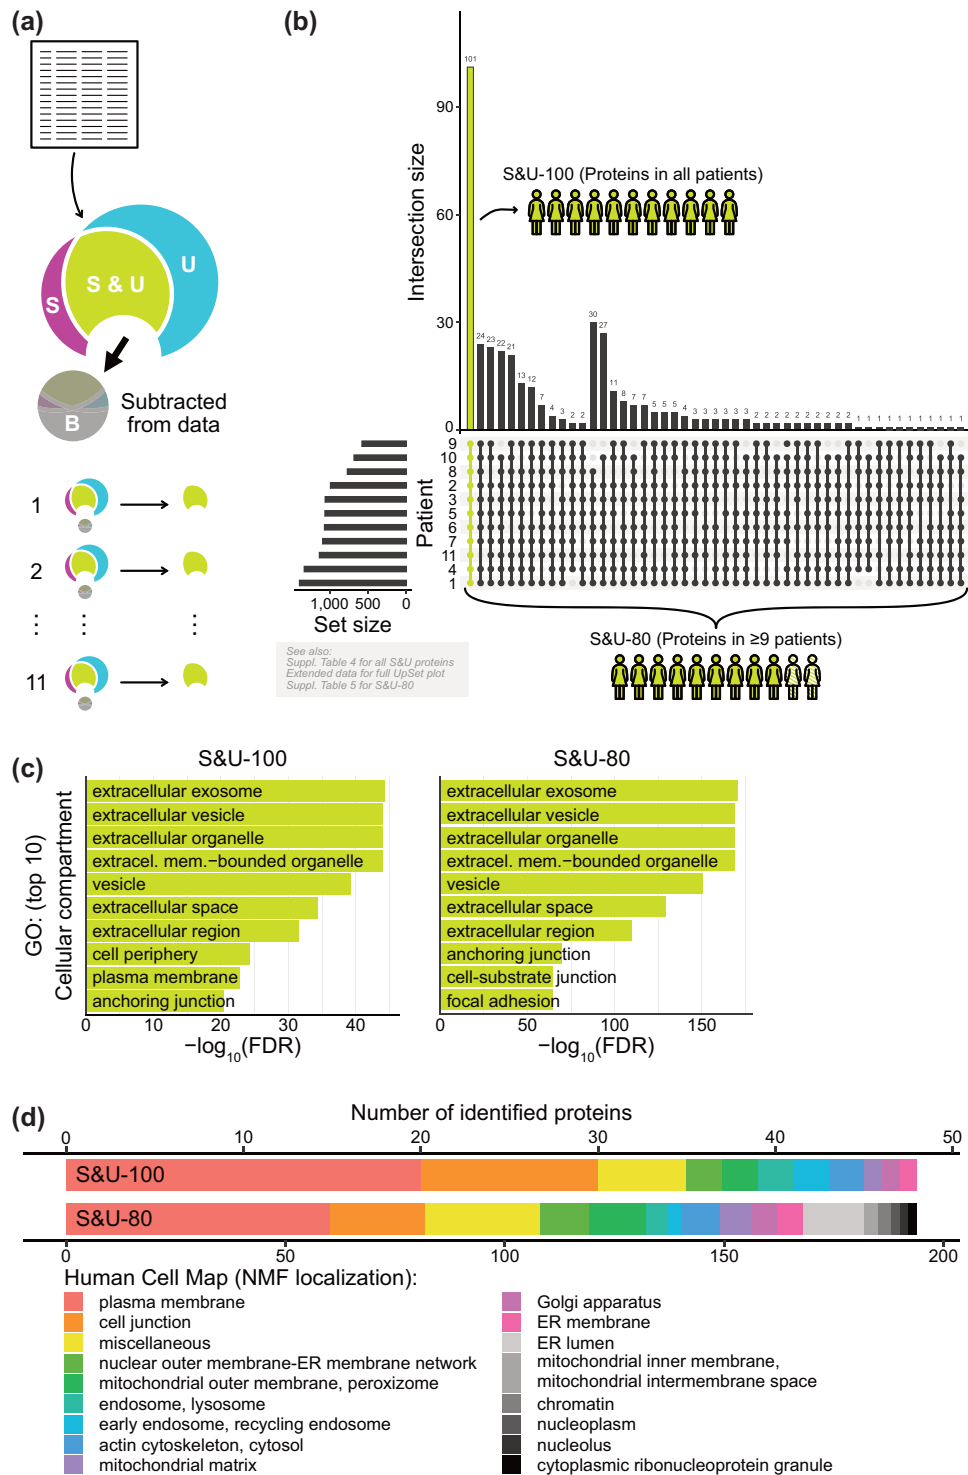 (a)
S
S & U
U
B
Subtracted
from data
1
2
11
(b)
Intersection size
90
60
30
0
101
S&U-100 (Proteins in all patients)
24 23 22 21 13 12 7 4 3 2 2 30 27 11 8 7 7 5 5 5 4 3 3 3 3 3 3 2 2 2 2 2 2 2 2 2 2 1 1 1 1 1 1 1 1 1 1 1
Patient
9
10
8
2
3
5
6
7
11
4
1
1,000 500 0
Set size
S&U-80 (Proteins in ≥9 patients)
See also:
Suppl. Table 4 for all S&U proteins
Extended data for full UpSet plot
Suppl. Table 5 for S&U-80
(c)
GO: (top 10)
Cellular compartment
S&U-100
extracellular exosome
extracellular vesicle
extracellular organelle
extracel. mem.−bounded organelle
vesicle
extracellular space
extracellular region
cell periphery
plasma membrane
anchoring junction
0 10 20 30 40
−log10(FDR)
S&U-80
extracellular exosome
extracellular vesicle
extracellular organelle
extracel. mem.−bounded organelle
vesicle
extracellular space
extracellular region
anchoring junction
cell-substrate junction
focal adhesion
0 50 100 150
−log10(FDR)
(d)
Number of identified proteins
0 10 20 30 40 50
S&U-100
S&U-80
0 50 100 150 200
Human Cell Map (NMF localization):
plasma membrane
cell junction
miscellaneous
nuclear outer membrane-ER membrane network
mitochondrial outer membrane, peroxizome
endosome, lysosome
early endosome, recycling endosome
actin cytoskeleton, cytosol
mitochondrial matrix
Golgi apparatus
ER membrane
ER lumen
mitochondrial inner membrane,
mitochondrial intermembrane space
chromatin
nucleoplasm
nucleolus
cytoplasmic ribonucleoprotein granule